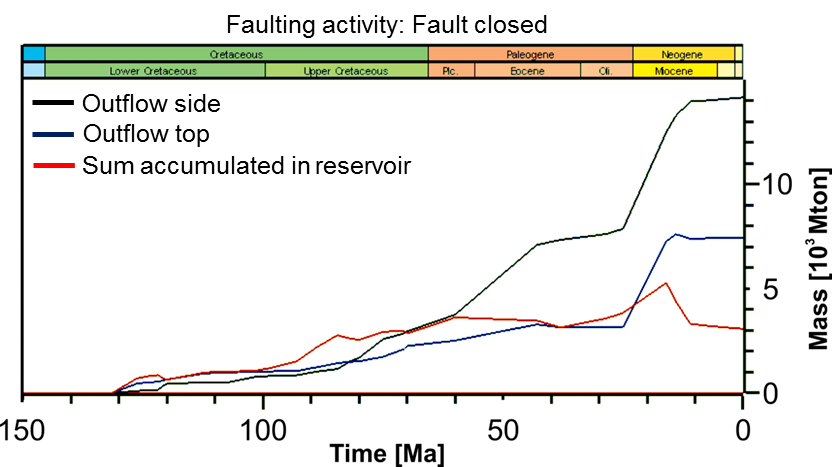 Faulting activity: Fault closed
Cretaceous Paleogene Neogene
Lower Cretaceous Upper Cretaceous Plc. Eocene Oli. Miocene
Outflow side
Outflow top
Sum accumulated in reservoir
10
5
0
Mass [10³ Mton]
150 100 50 0
Time [Ma]